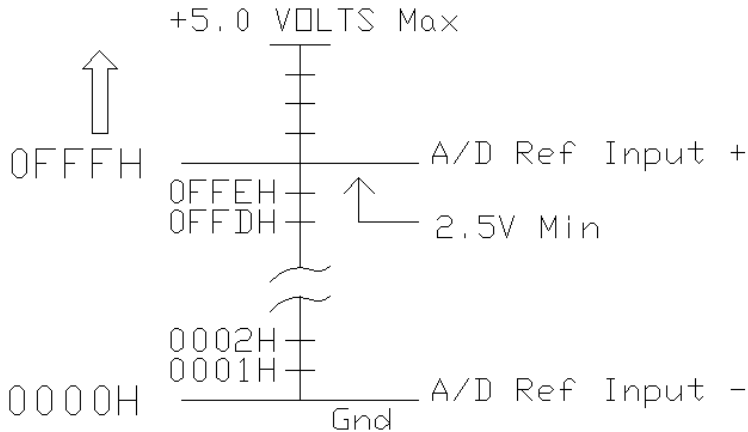 +5.0 VOLTS Max
0FFFH
A/D Ref Input +
0FFEH
0FFDH
2.5V Min
0002H
0001H
0000H
A/D Ref Input -
Gnd